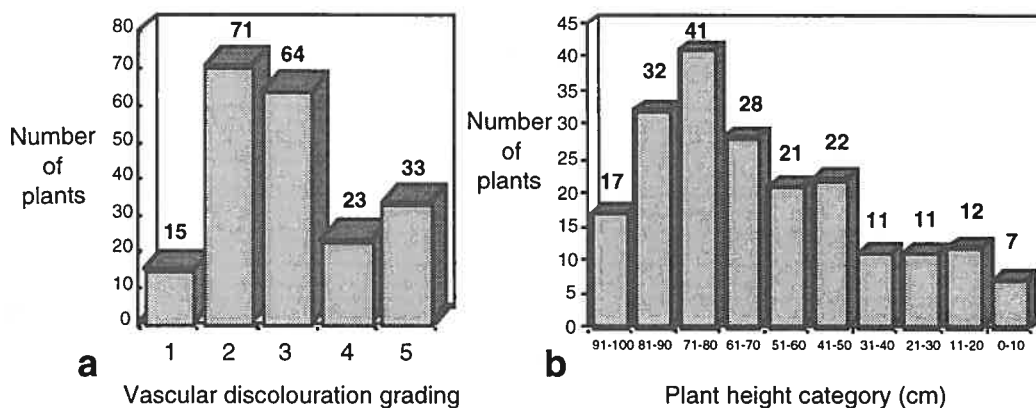 80
70
60
50
40
30
20
10
0
Number
of
plants
15
71
64
23
33
1 2 3 4 5
a
Vascular discolouration grading
45
40
35
30
25
20
15
10
5
0
Number
of
plants
17
32
41
28
21
22
11
11
12
7
91-100 81-90 71-80 61-70 51-60 41-50 31-40 21-30 11-20 0-10
b
Plant height category (cm)